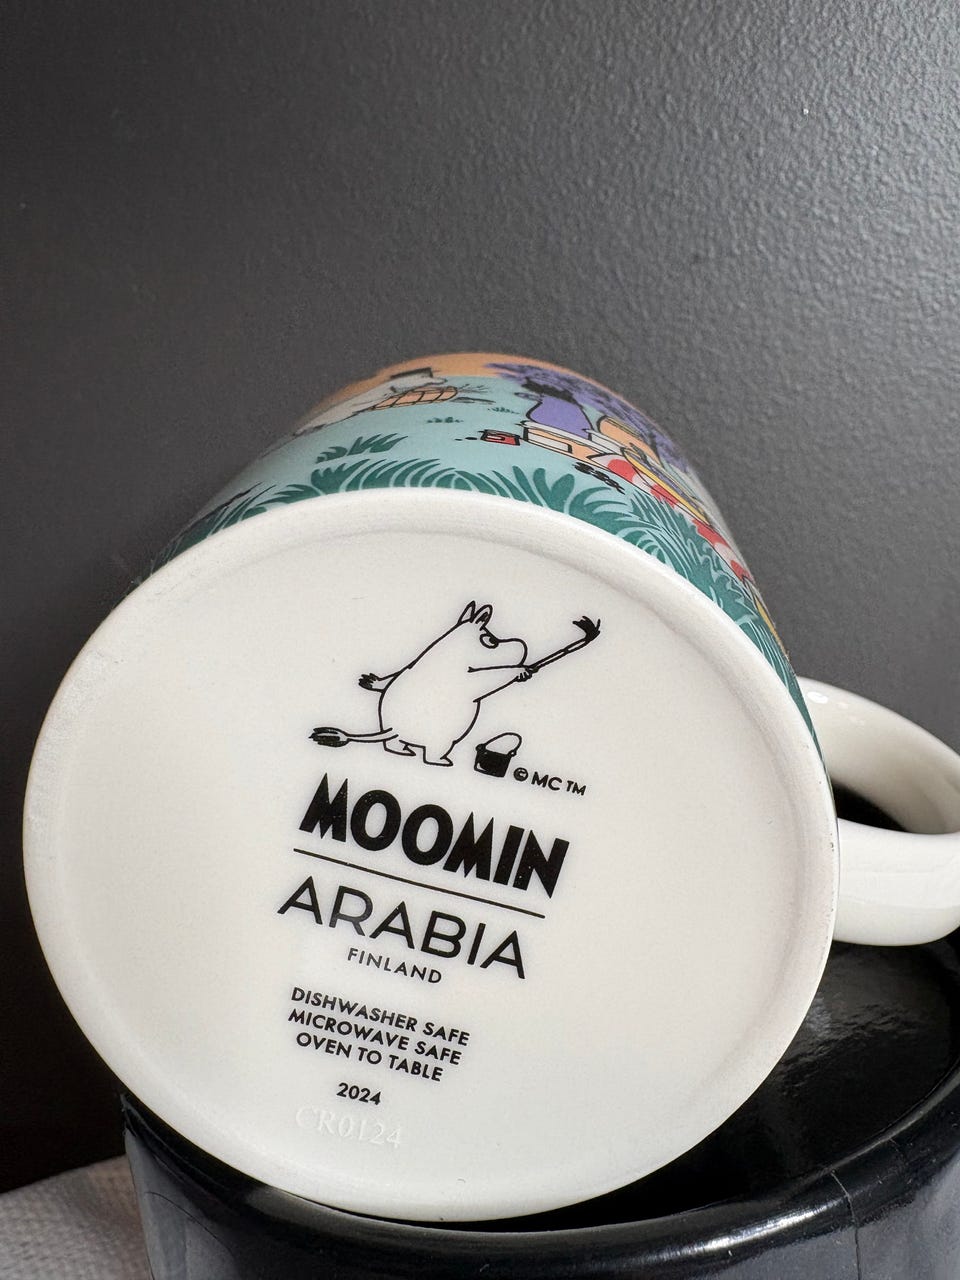 © MC TM
MOOMIN
ARABIA
FINLAND
DISHWASHER SAFE
MICROWAVE SAFE
OVEN TO TABLE
2024
CR0124